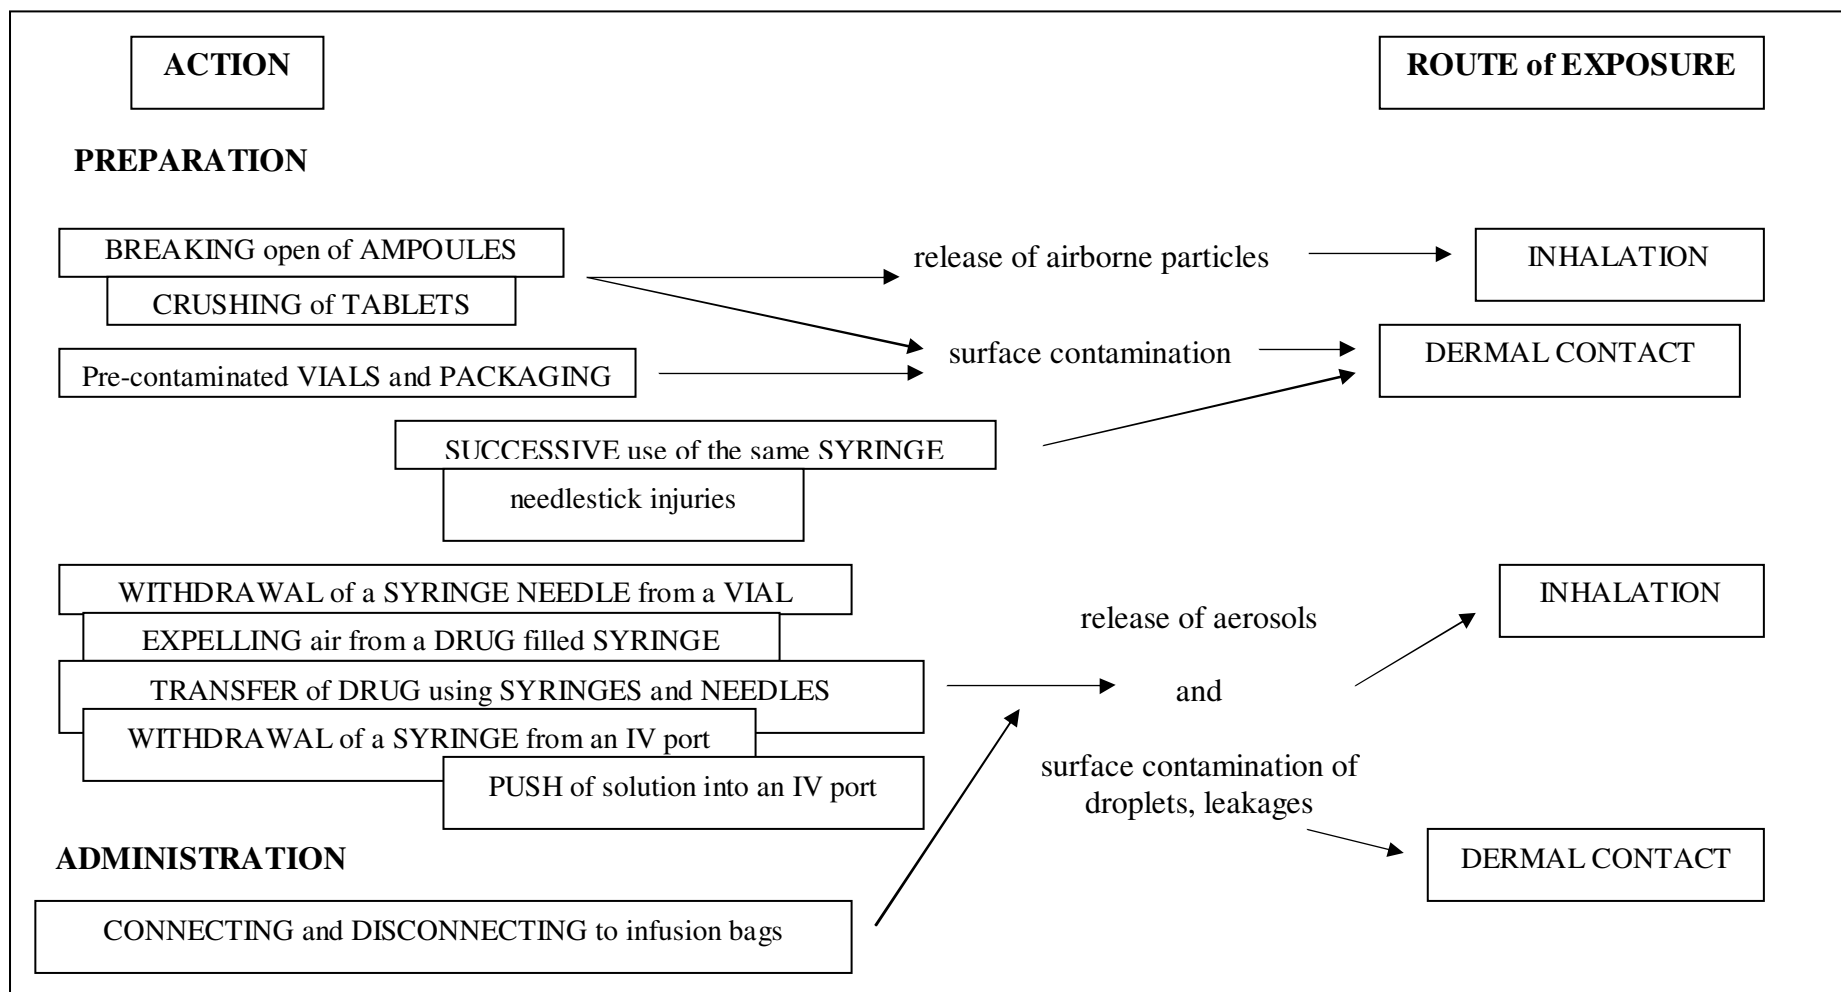 ACTION
ROUTE of EXPOSURE
PREPARATION
BREAKING open of AMPOULES
release of airborne particles
INHALATION
CRUSHING of TABLETS
surface contamination
DERMAL CONTACT
Pre-contaminated VIALS and PACKAGING
SUCCESSIVE use of the same SYRINGE
needlestick injuries
WITHDRAWAL of a SYRINGE NEEDLE from a VIAL
INHALATION
release of aerosols
EXPELLING air from a DRUG filled SYRINGE
TRANSFER of DRUG using SYRINGES and NEEDLES
and
WITHDRAWAL of a SYRINGE from an IV port
surface contamination of
droplets, leakages
PUSH of solution into an IV port
ADMINISTRATION
DERMAL CONTACT
CONNECTING and DISCONNECTING to infusion bags